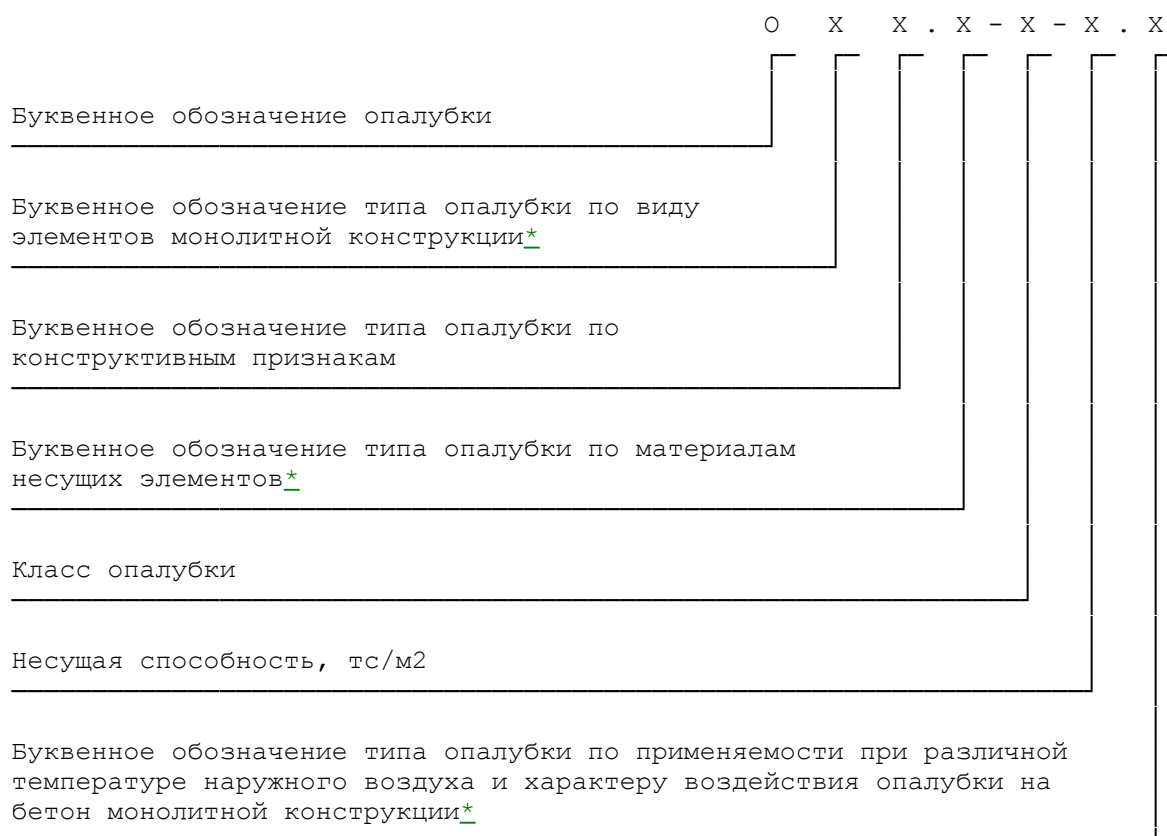 О Х Х . Х - Х - Х . Х
Буквенное обозначение опалубки
Буквенное обозначение типа опалубки по виду
элементов монолитной конструкции*
Буквенное обозначение типа опалубки по
конструктивным признакам
Буквенное обозначение типа опалубки по материалам
несущих элементов*
Класс опалубки
Несущая способность, тс/м2
Буквенное обозначение типа опалубки по применяемости при различной
температуре наружного воздуха и характеру воздействия опалубки на
бетон монолитной конструкции*